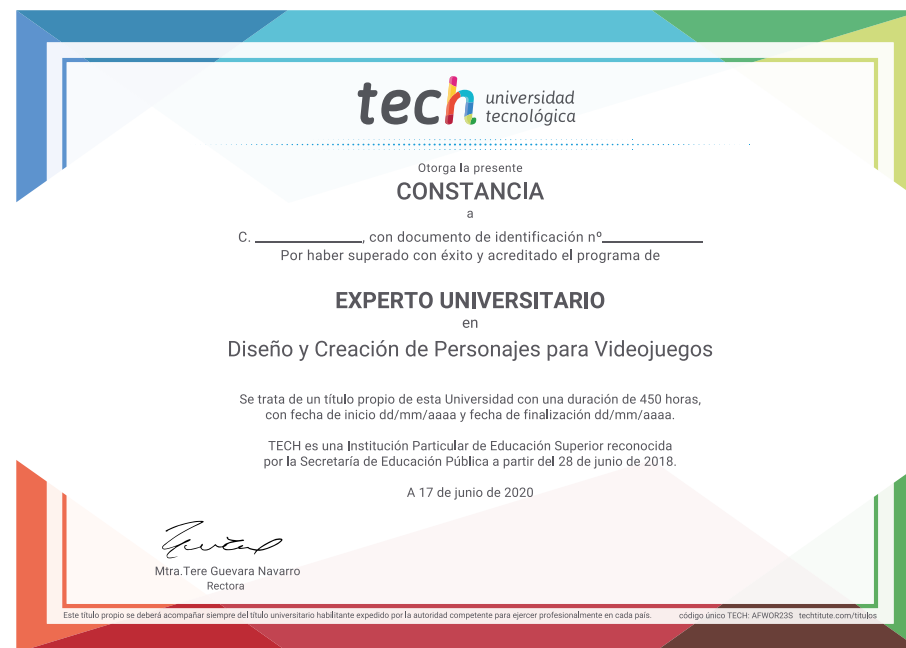 tech universidad
tecnológica
Otorga la presente
CONSTANCIA
a
C. ____________, con documento de identificación nº____________
Por haber superado con éxito y acreditado el programa de
EXPERTO UNIVERSITARIO
en
Diseño y Creación de Personajes para Videojuegos
Se trata de un título propio de esta Universidad con una duración de 450 horas,
con fecha de inicio dd/mm/aaaa y fecha de finalización dd/mm/aaaa.
TECH es una Institución Particular de Educación Superior reconocida
por la Secretaría de Educación Pública a partir del 28 de junio de 2018.
A 17 de junio de 2020
Mtra.Tere Guevara Navarro
Rectora
Este título propio se deberá acompañar siempre del título universitario habilitante expedido por la autoridad competente para ejercer profesionalmente en cada país. código único TECH: AFWOR23S techtitute.com/titulos